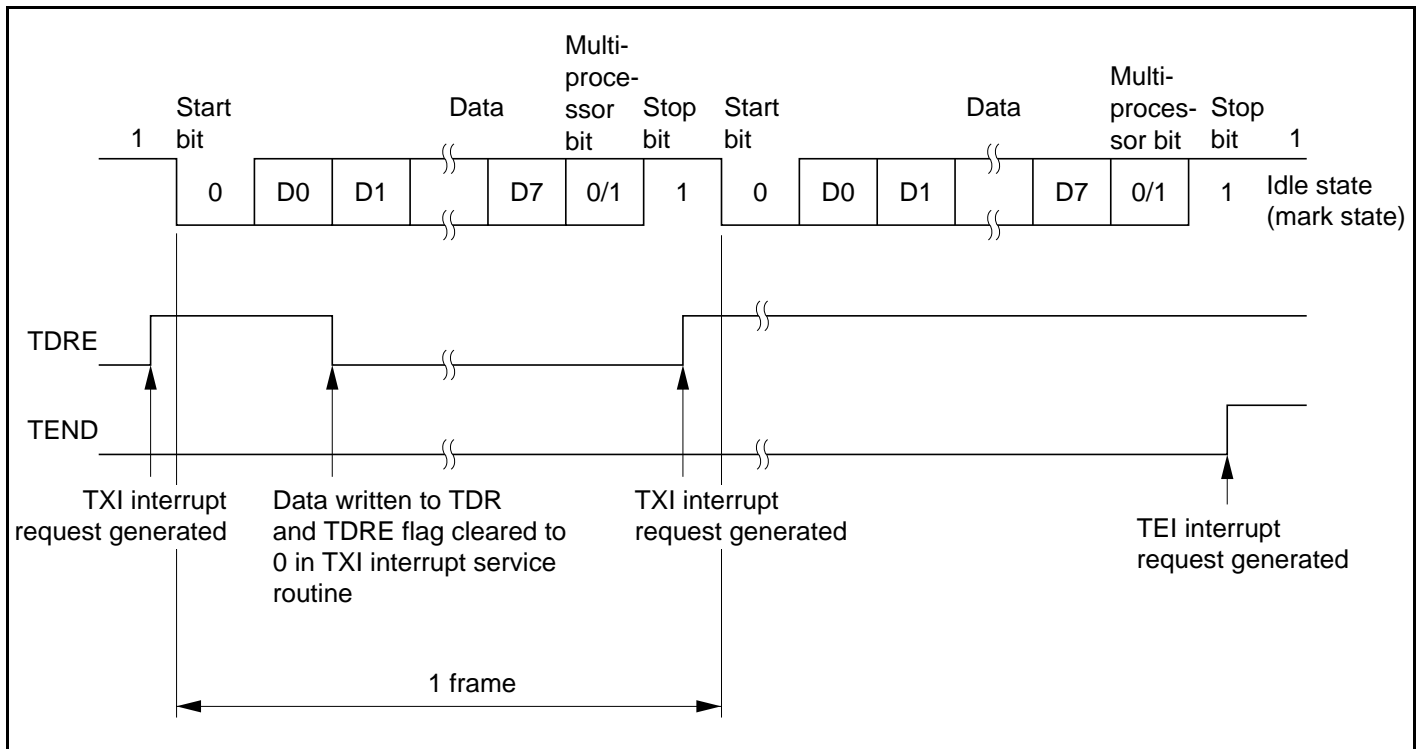 Multi-
proce-
ssor
bit
Start
bit
Data
Stop
bit
Start
bit
Data
Multi-
proces-
sor bit
Stop
bit
1
1
0
D0
D1
D7
0/1
1
0
D0
D1
D7
0/1
1
Idle state
(mark state)
TDRE
TEND
TXI interrupt
request generated
Data written to TDR
and TDRE flag cleared to
0 in TXI interrupt service
routine
TXI interrupt
request generated
TEI interrupt
request generated
1 frame